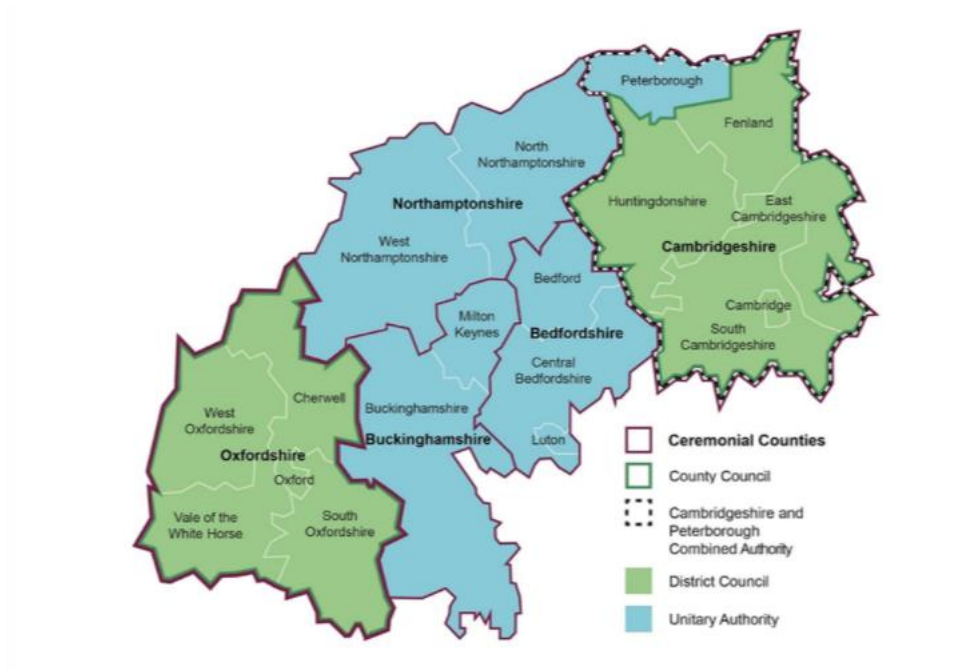 Peterborough
Fenland
North
Northamptonshire
Northamptonshire
Huntingdonshire
East
Cambridgeshire
Cambridgeshire
West
Northamptonshire
Bedford
Cambridge
Milton
Keynes
Bedfordshire
South
Cambridgeshire
Central
Bedfordshire
Cherwell
Buckinghamshire
West
Oxfordshire
Buckinghamshire
Luton
Oxfordshire
Oxford
Vale of the
White Horse
South
Oxfordshire
Ceremonial Counties
County Council
Cambridgeshire and
Peterborough
Combined Authority
District Council
Unitary Authority